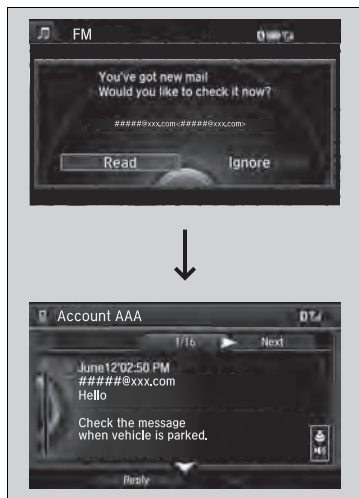 FM
You've got new mail
Would you like to check it now?
#####@xxx.com<#####@xxx.com>
Read Ignore
Account AAA
1/16 Next
June12'02:50 PM
#####@xxx.com
Hello
Check the message
when vehicle is parked.
Reply